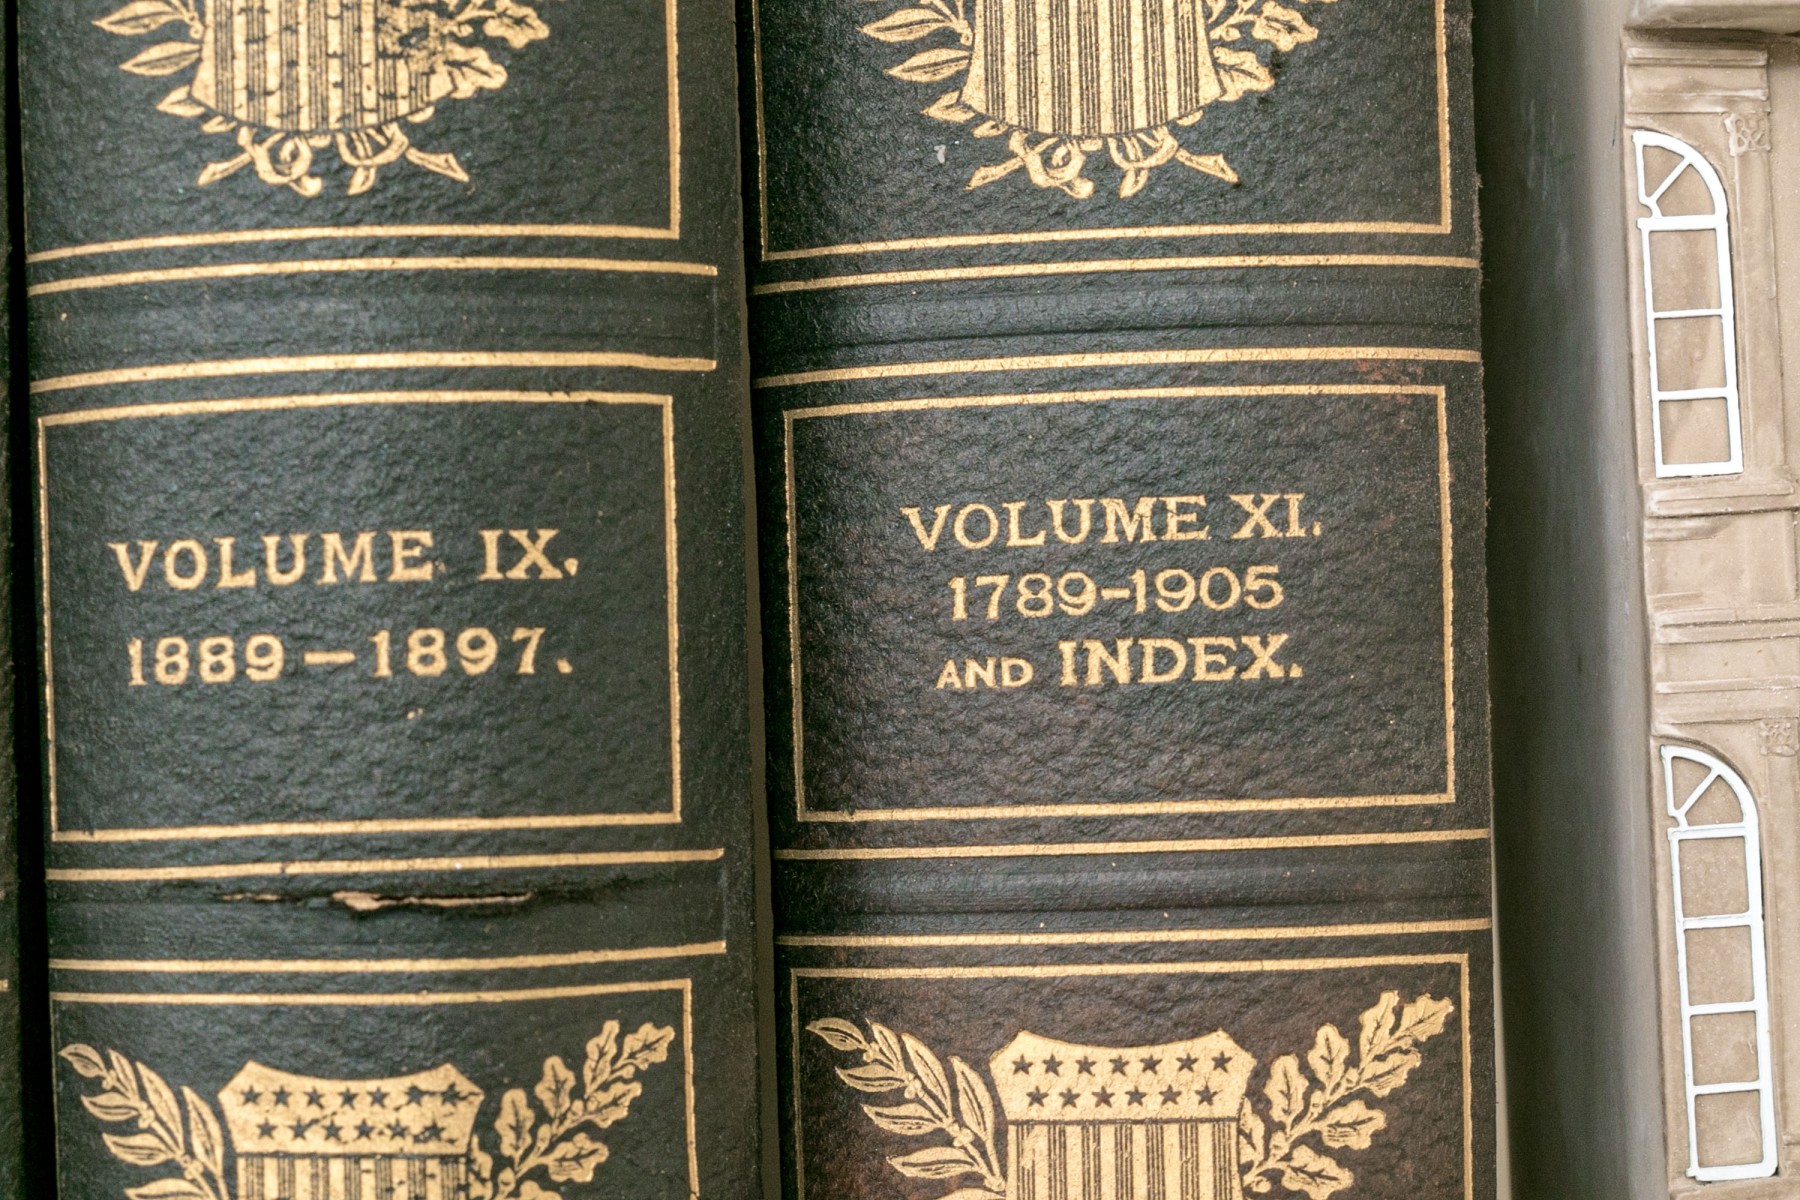 VOLUME IX.
1889–1897.
VOLUME XI.
1789–1905
AND INDEX.